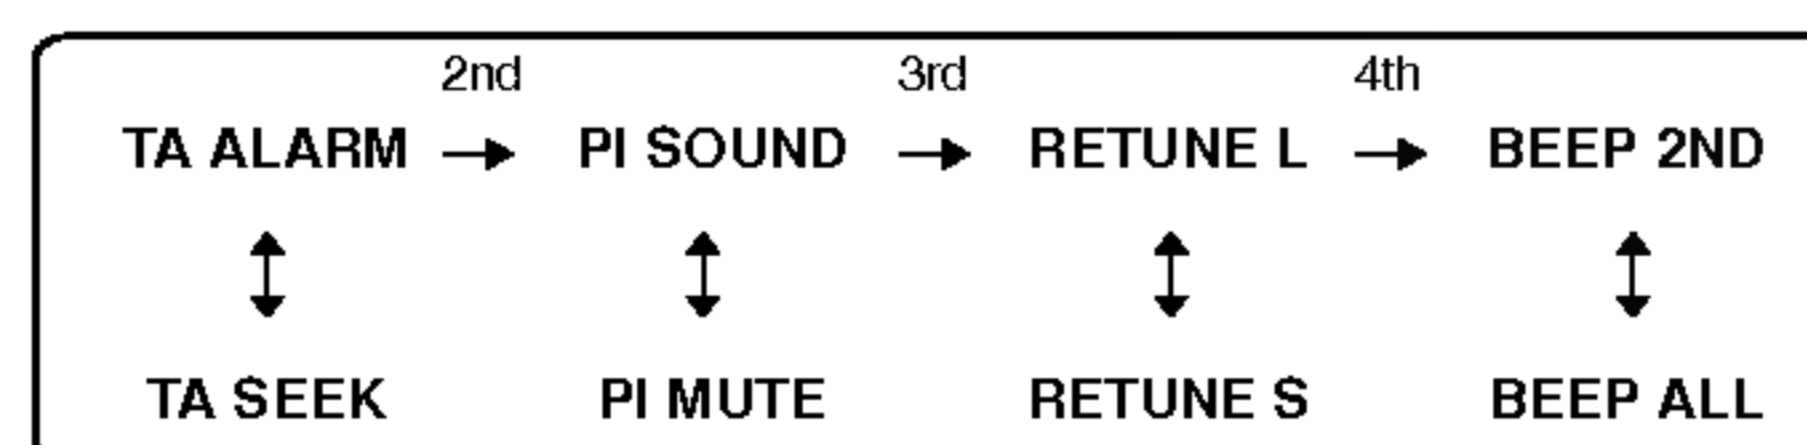 2nd 3rd 4th
TA ALARM PI SOUND RETUNE L BEEP 2ND
TA SEEK PI MUTE RETUNE S BEEP ALL